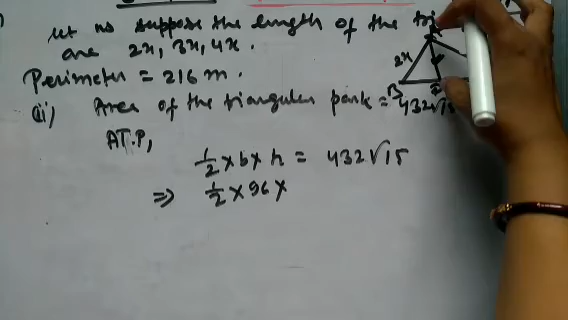 Let us suppose the length of the
are 2x, 3x, 4x.
Perimeter = 216 m.
(ii) Area of the triangular park = 432√15
A.T.P,
1/2 × b × h = 432√15
⇒ 1/2 × 96 ×
2x
B